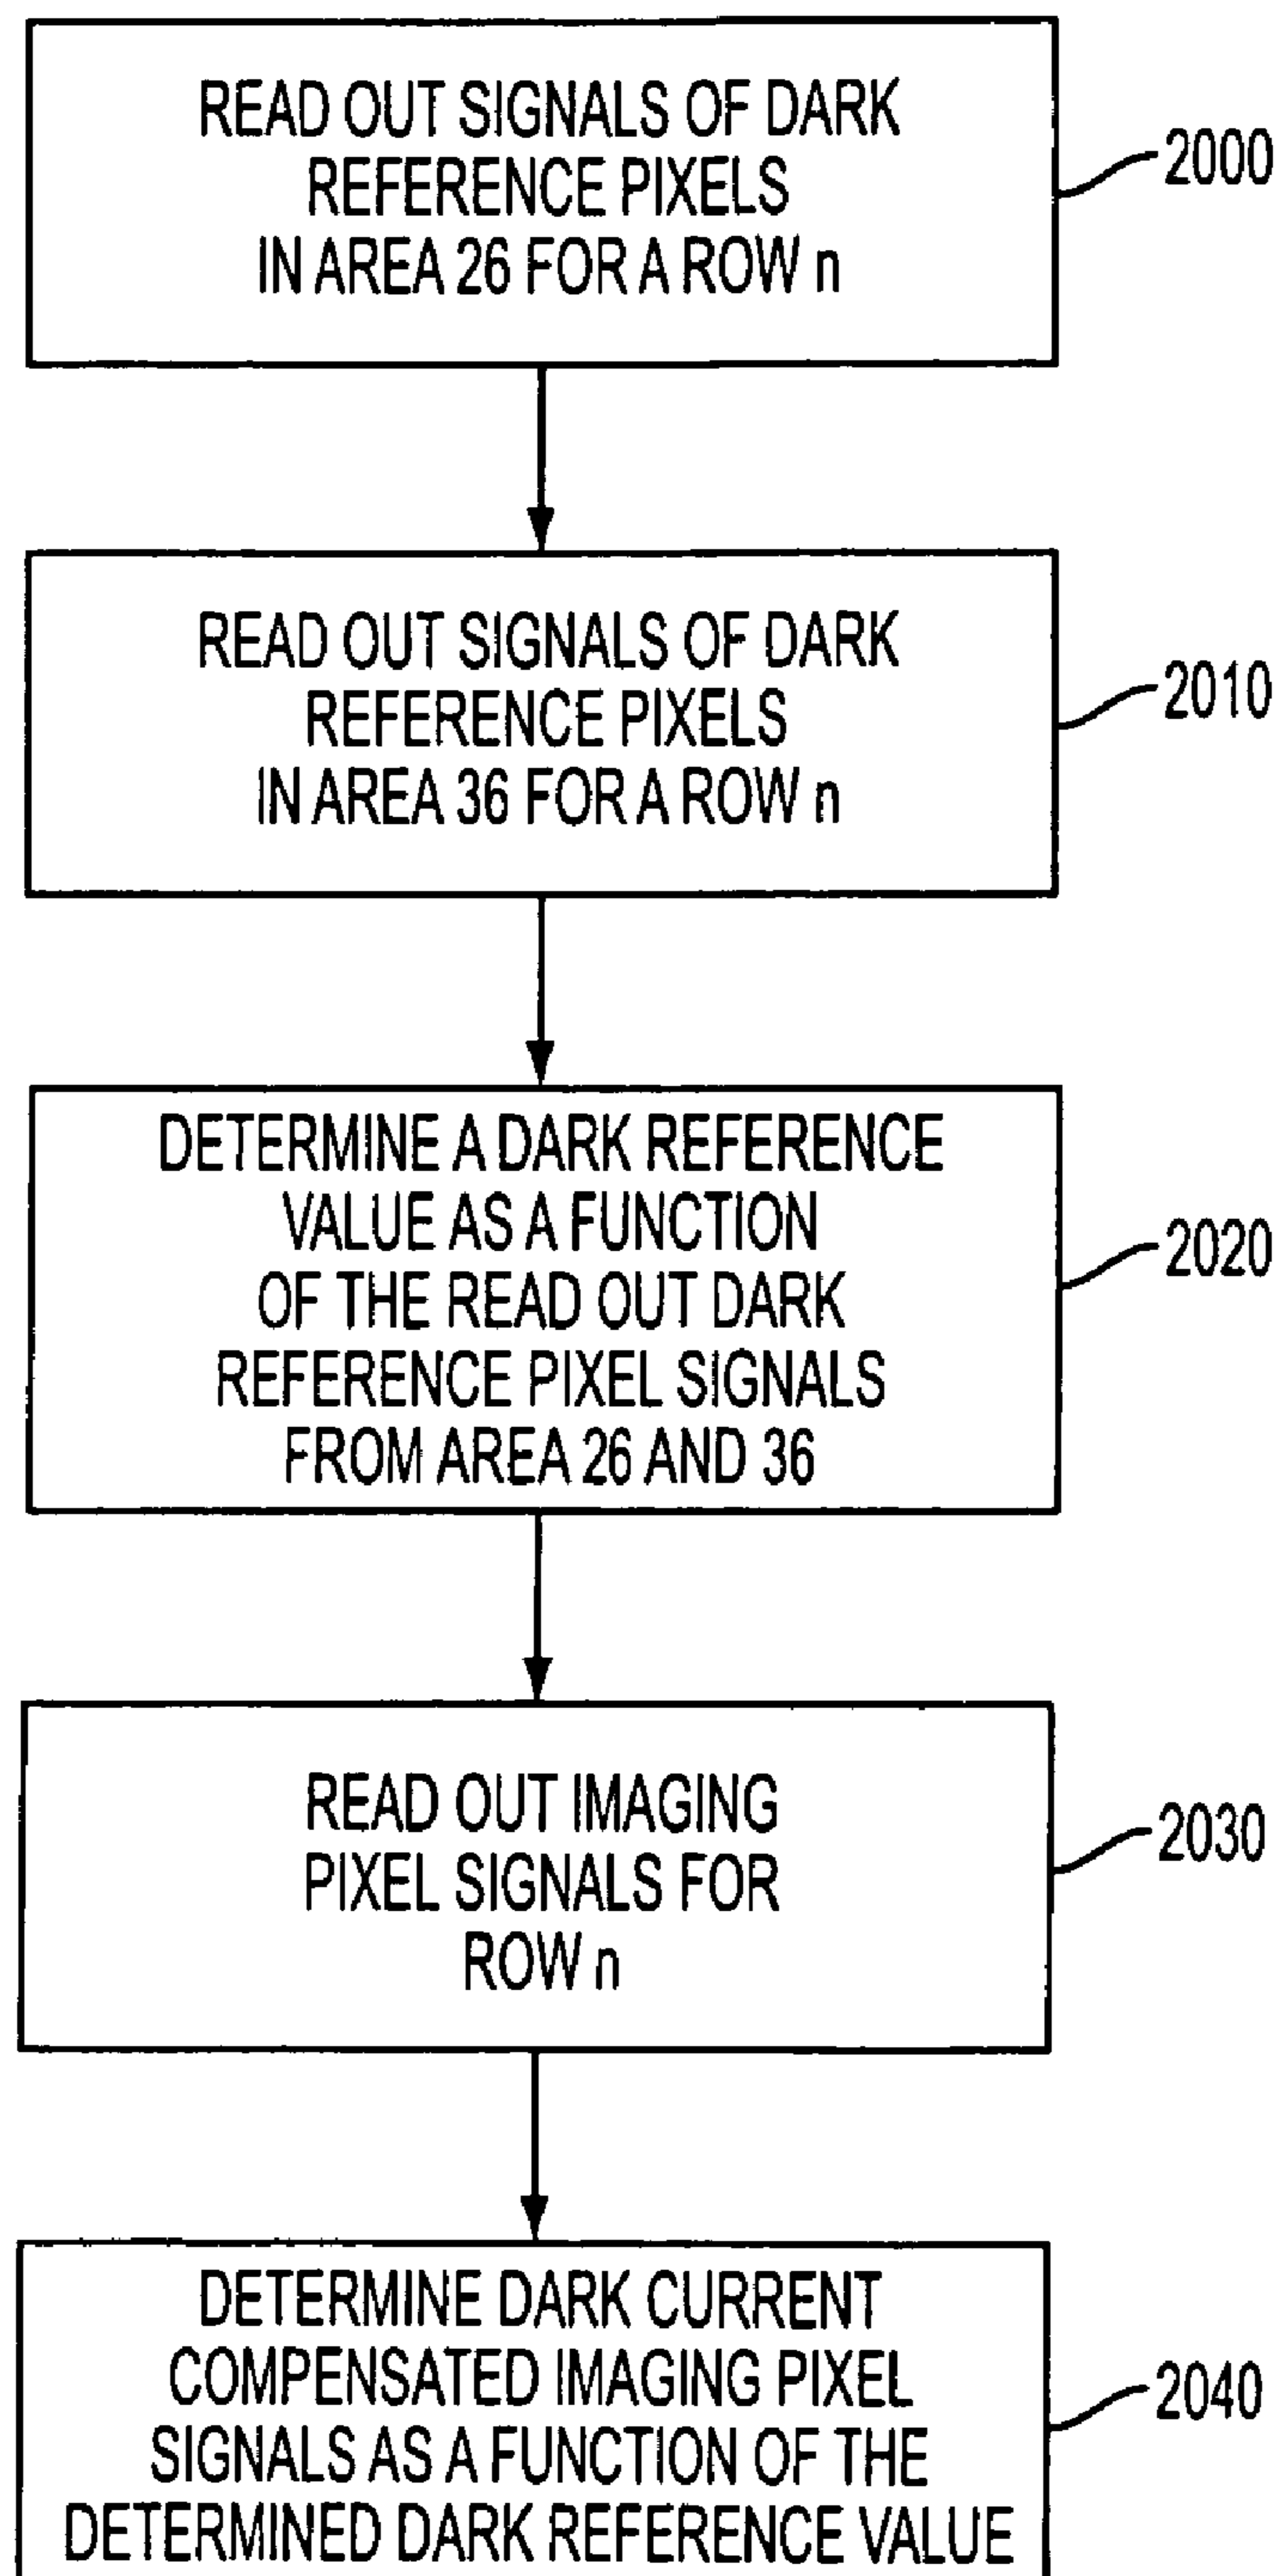 READ OUT SIGNALS OF DARK
REFERENCE PIXELS
IN AREA 26 FOR A ROW n
2000
READ OUT SIGNALS OF DARK
REFERENCE PIXELS
IN AREA 36 FOR A ROW n
2010
DETERMINE A DARK REFERENCE
VALUE AS A FUNCTION
OF THE READ OUT DARK
REFERENCE PIXEL SIGNALS
FROM AREA 26 AND 36
2020
READ OUT IMAGING
PIXEL SIGNALS FOR
ROW n
2030
DETERMINE DARK CURRENT
COMPENSATED IMAGING PIXEL
SIGNALS AS A FUNCTION OF THE
DETERMINED DARK REFERENCE VALUE
2040